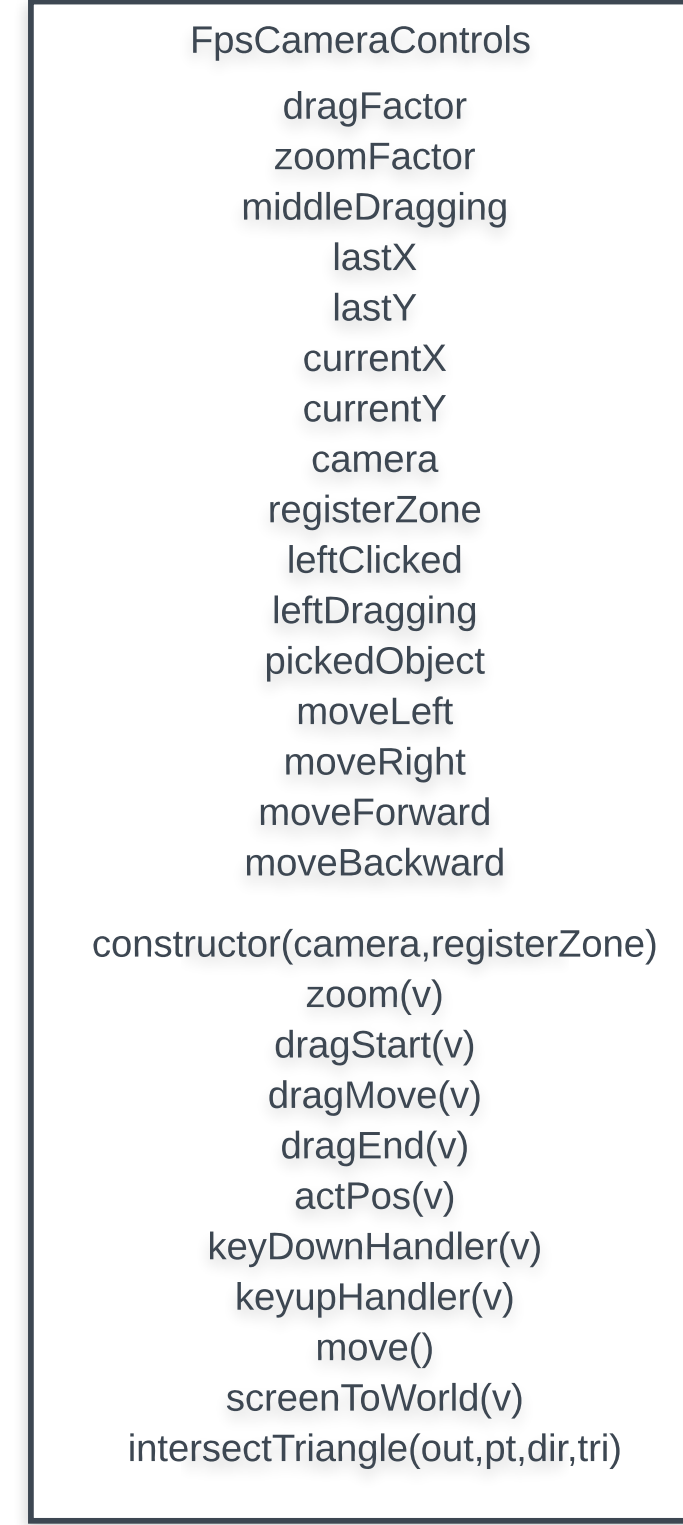 FpsCameraControls
dragFactor
zoomFactor
middleDragging
lastX
lastY
currentX
currentY
camera
registerZone
leftClicked
leftDragging
pickedObject
moveLeft
moveRight
moveForward
moveBackward
constructor(camera,registerZone)
zoom(v)
dragStart(v)
dragMove(v)
dragEnd(v)
actPos(v)
keyDownHandler(v)
keyupHandler(v)
move()
screenToWorld(v)
intersectTriangle(out,pt,dir,tri)